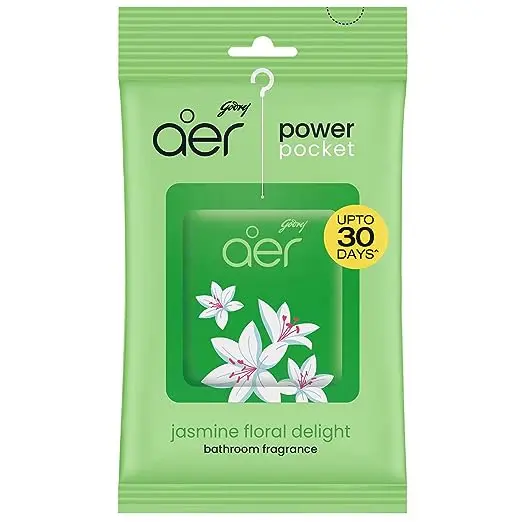 Godrej
aer
power
pocket
UPTO
30
DAYS^
Godrej
aer
jasmine floral delight
bathroom fragrance